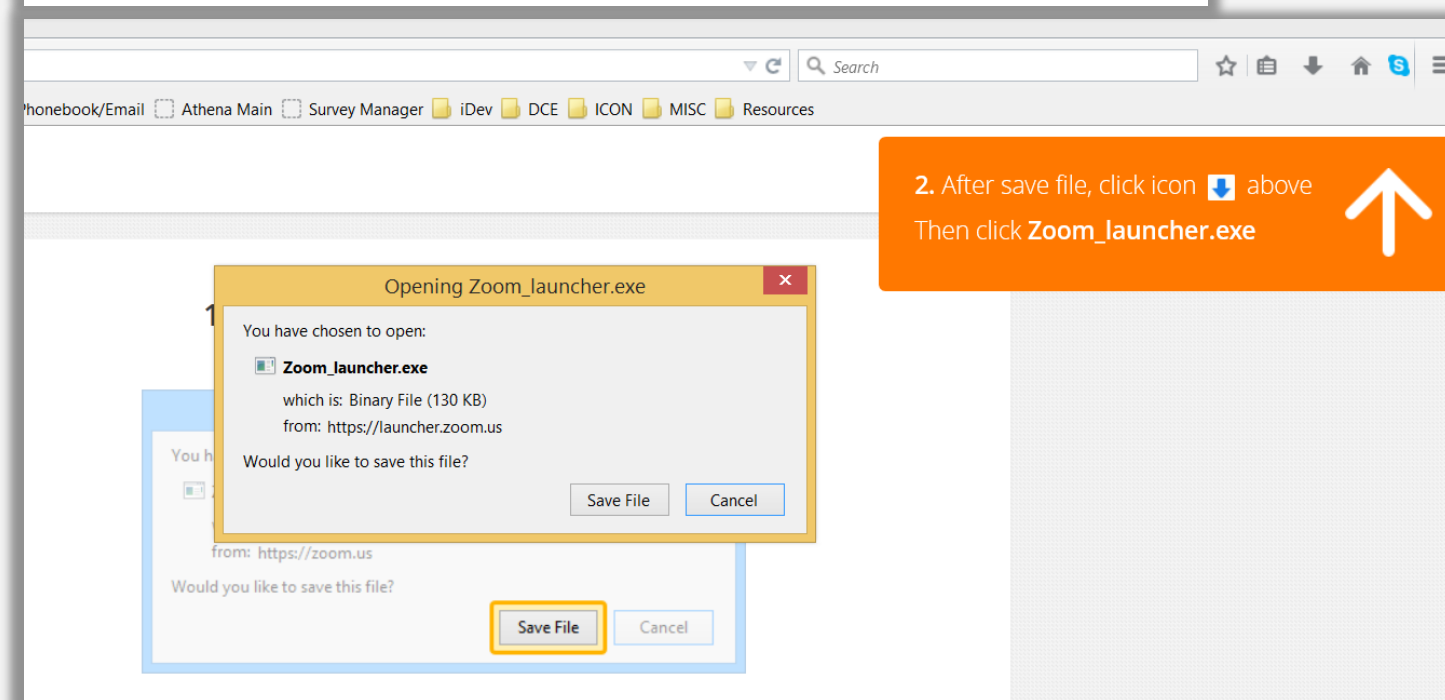 Search
Phonebook/Email Athena Main Survey Manager iDev DCE ICON MISC Resources
2. After save file, click icon above
Then click Zoom_launcher.exe
1
Opening Zoom_launcher.exe
You have chosen to open:
Zoom_launcher.exe
which is: Binary File (130 KB)
from: https://launcher.zoom.us
Would you like to save this file?
Save File Cancel
You h
from: https://zoom.us
Would you like to save this file?
Save File Cancel